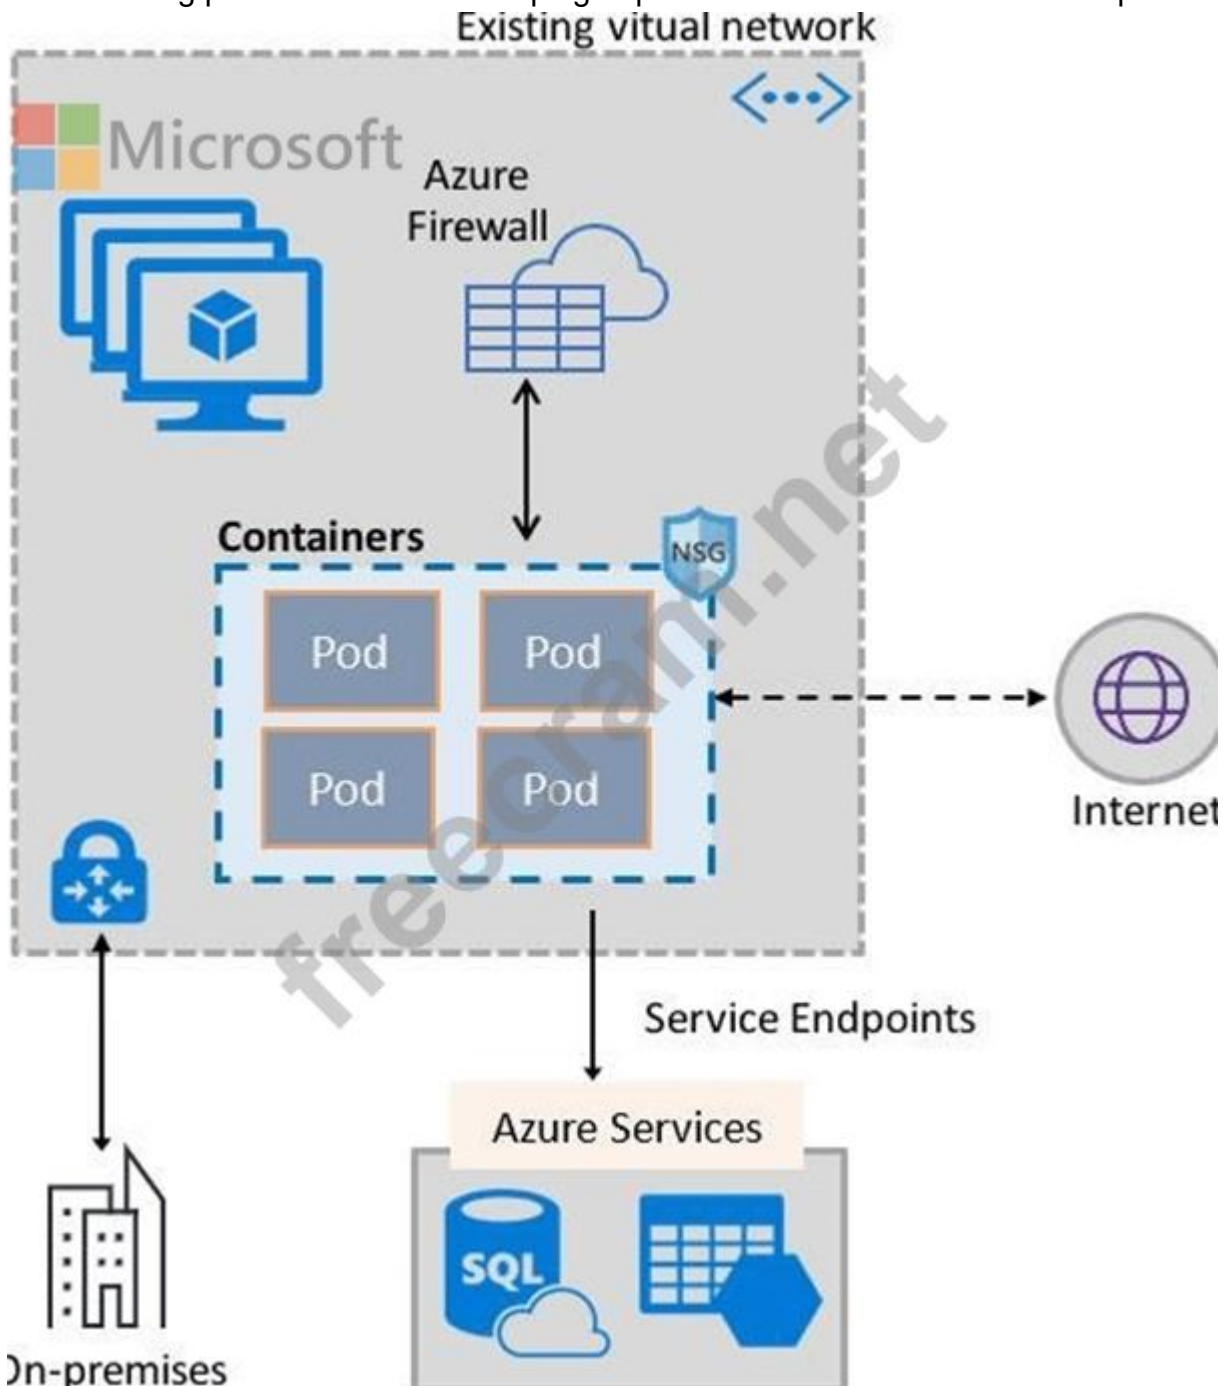 Existing vitual network
Microsoft
Azure
Firewall
Containers
NSG
Pod
Pod
Pod
Pod
Internet
Service Endpoints
Azure Services
SQL
On-premises
freecram.net